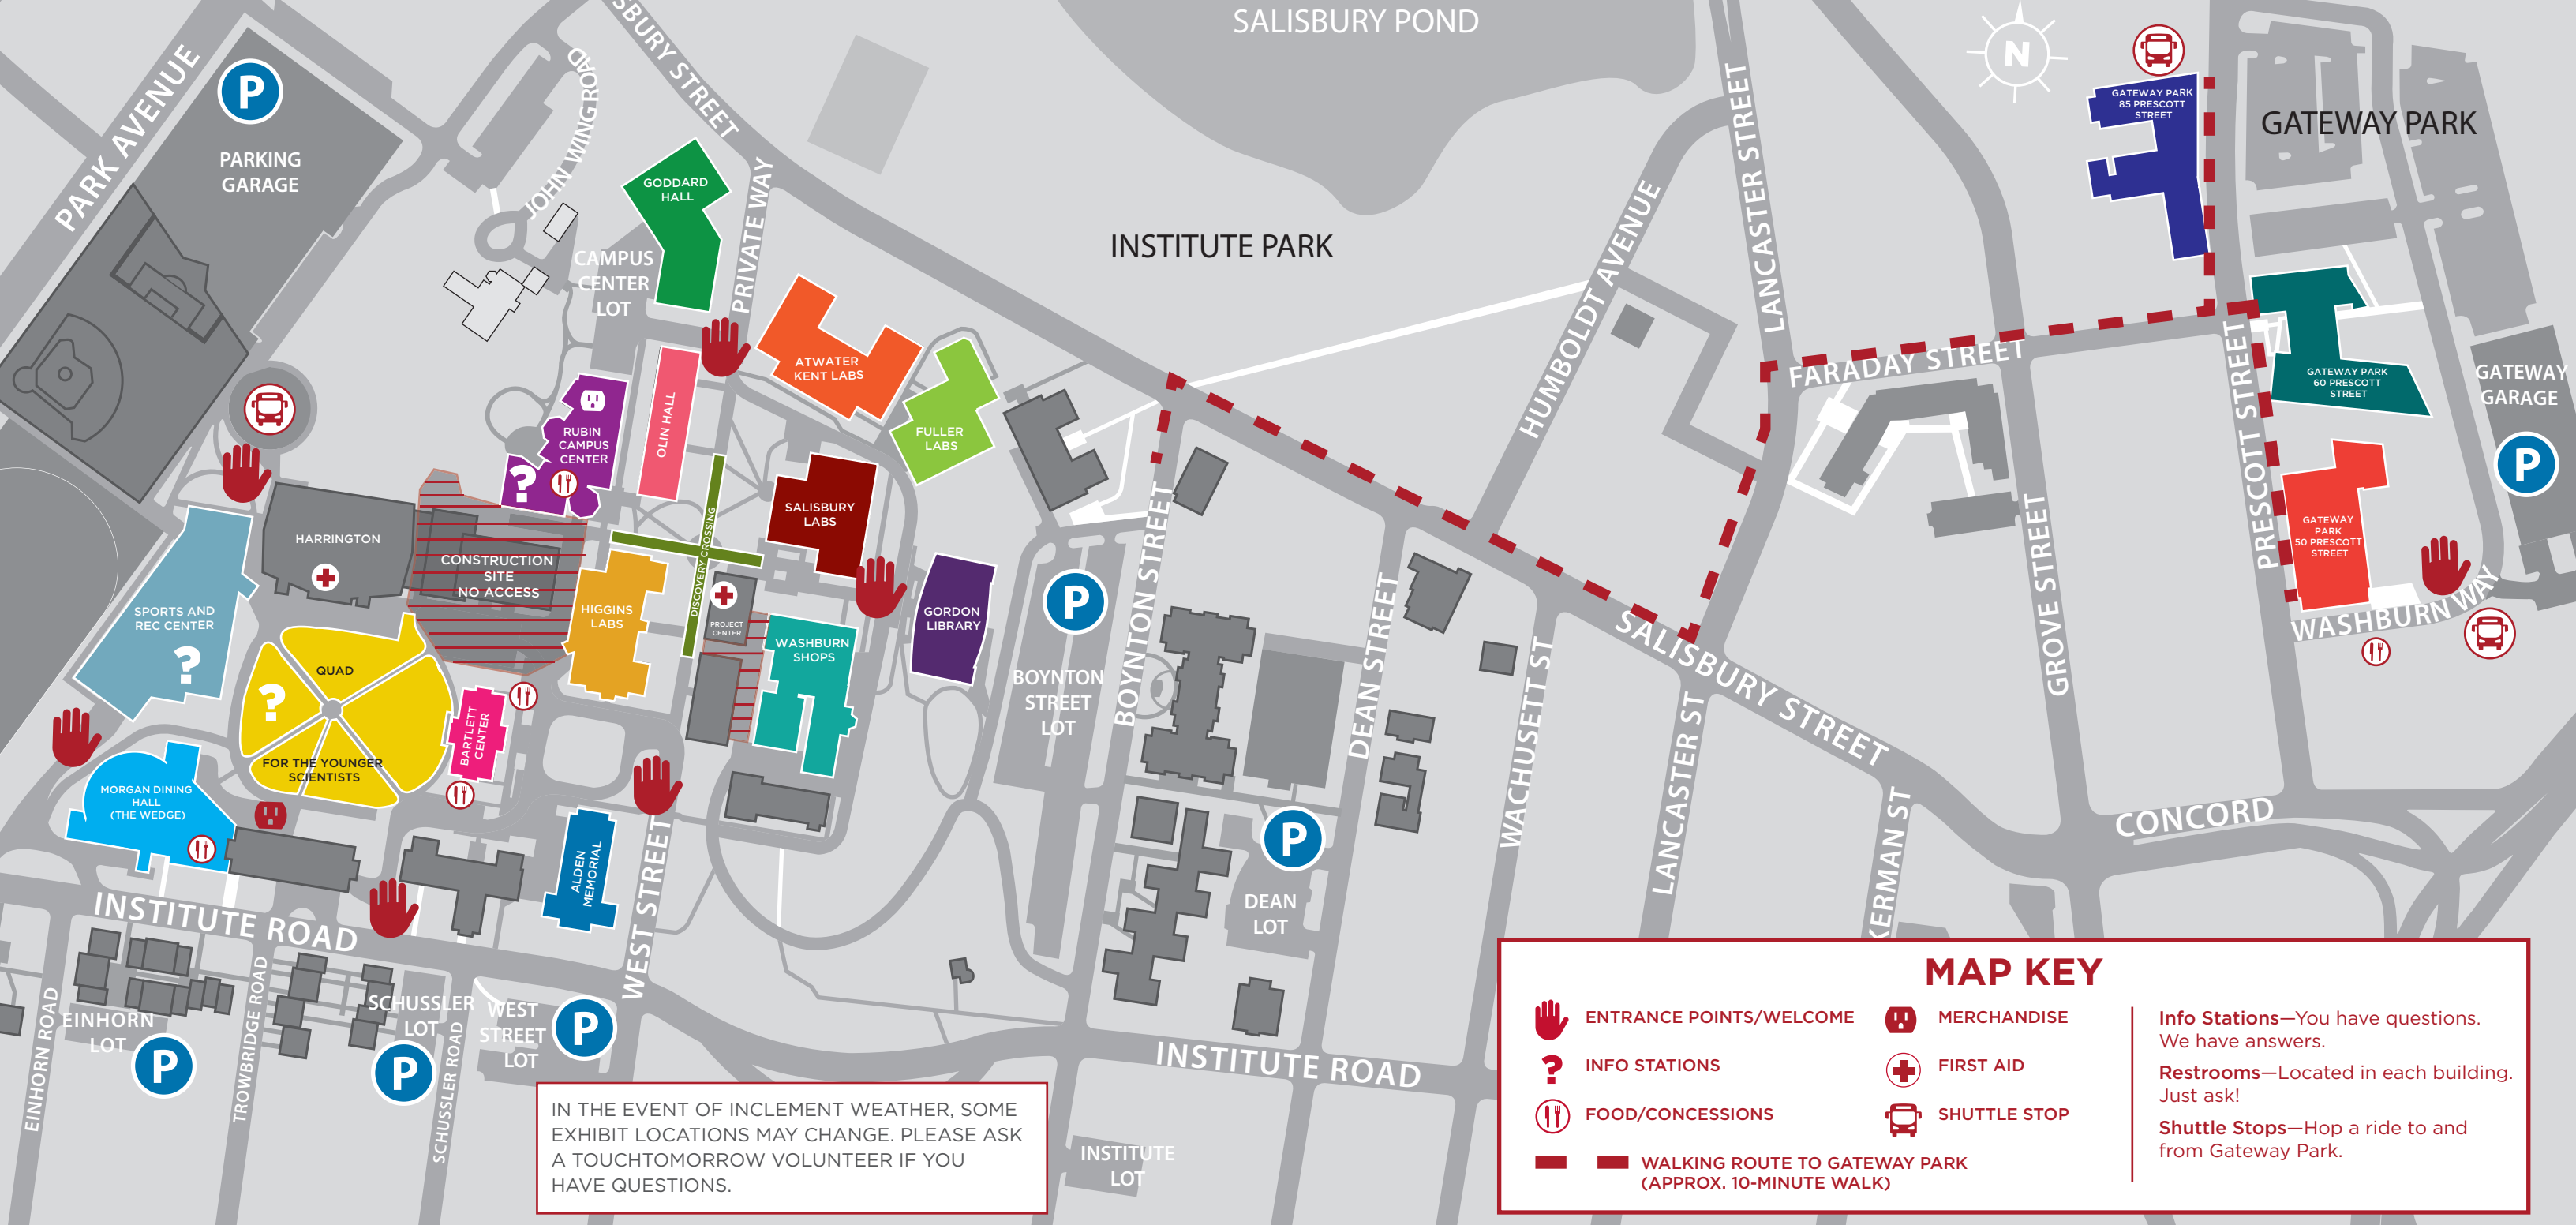 SALISBURY POND
N
GATEWAY PARK
85 PRESCOTT
STREET
GATEWAY PARK
PARK AVENUE
P
PARKING
GARAGE
JOHN WING ROAD
SBURY STREET
GODDARD
HALL
PRIVATE WAY
CAMPUS
CENTER
LOT
INSTITUTE PARK
HUMBOLDT AVENUE
LANCASTER STREET
FARADAY STREET
PRESCOTT STREET
GATEWAY PARK
60 PRESCOTT
STREET
GATEWAY
GARAGE
P
ATWATER
KENT LABS
OLIN HALL
RUBIN
CAMPUS
CENTER
?
FULLER
LABS
SALISBURY
LABS
DISCOVERY CROSSING
HARRINGTON
CONSTRUCTION
SITE
NO ACCESS
SPORTS AND
REC CENTER
?
HIGGINS
LABS
PROJECT
CENTER
WASHBURN
SHOPS
GORDON
LIBRARY
P
BOYNTON
STREET
LOT
BOYNTON STREET
DEAN STREET
WACHUSETT ST
LANCASTER ST
SALISBURY STREET
GROVE STREET
GATEWAY
PARK
50 PRESCOTT
STREET
WASHBURN WAY
QUAD
?
FOR THE YOUNGER
SCIENTISTS
BARTLETT
CENTER
MORGAN DINING
HALL
(THE WEDGE)
ALDEN
MEMORIAL
WEST STREET
P
DEAN
LOT
KERMAN ST
CONCORD
INSTITUTE ROAD
EINHORN ROAD
EINHORN
LOT
P
TROWBRIDGE ROAD
SCHUSSLER
LOT
P
SCHUSSLER ROAD
WEST
STREET
LOT
P
INSTITUTE ROAD
INSTITUTE
LOT
IN THE EVENT OF INCLEMENT WEATHER, SOME
EXHIBIT LOCATIONS MAY CHANGE. PLEASE ASK
A TOUCHTOMORROW VOLUNTEER IF YOU
HAVE QUESTIONS.
MAP KEY
ENTRANCE POINTS/WELCOME
? INFO STATIONS
FOOD/CONCESSIONS
MERCHANDISE
FIRST AID
SHUTTLE STOP
WALKING ROUTE TO GATEWAY PARK
(APPROX. 10-MINUTE WALK)
Info Stations—You have questions.
We have answers.
Restrooms—Located in each building.
Just ask!
Shuttle Stops—Hop a ride to and
from Gateway Park.